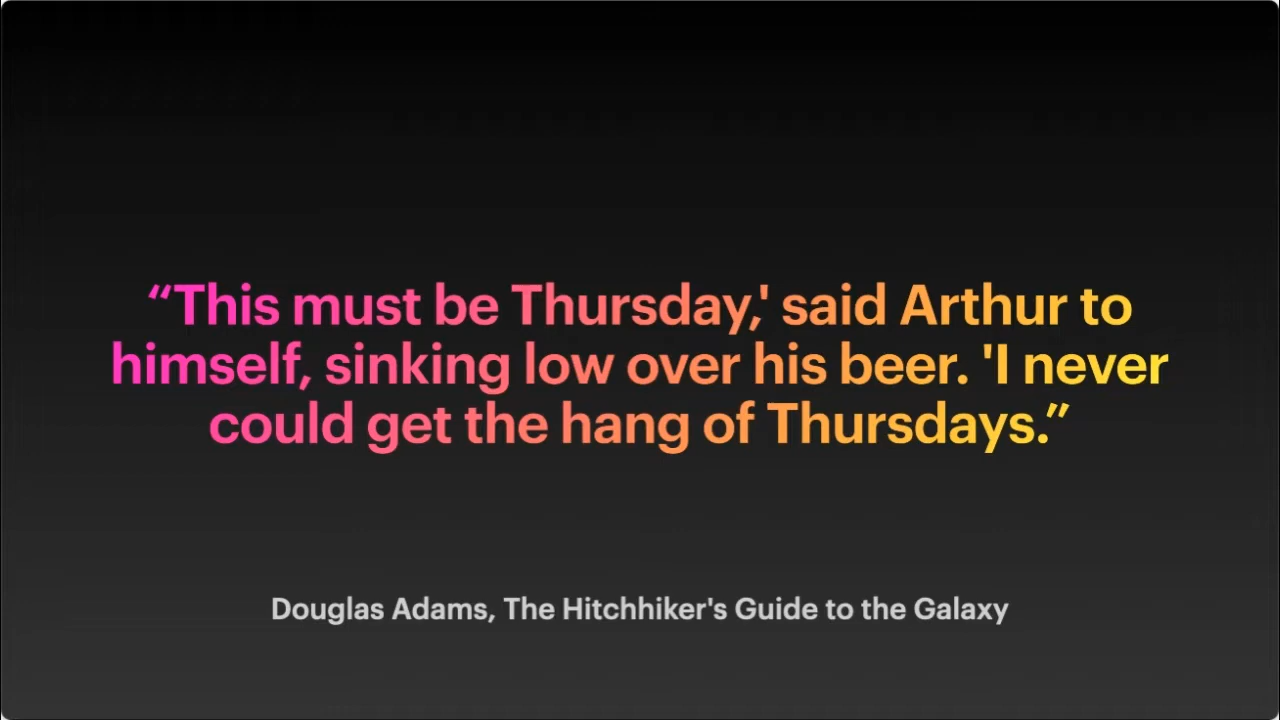 “This must be Thursday,' said Arthur to
himself, sinking low over his beer. 'I never
could get the hang of Thursdays.”
Douglas Adams, The Hitchhiker's Guide to the Galaxy